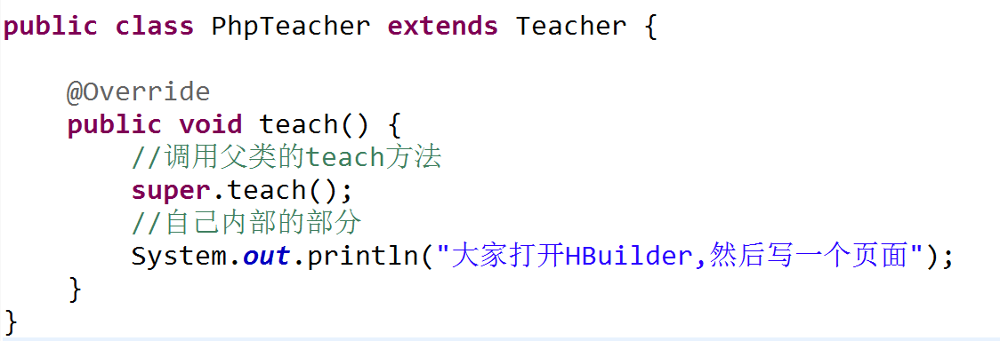 public class PhpTeacher extends Teacher {
@Override
public void teach() {
//调用父类的teach方法
super.teach();
//自己内部的部分
System.out.println("大家打开HBuilder,然后写一个页面");
}
}